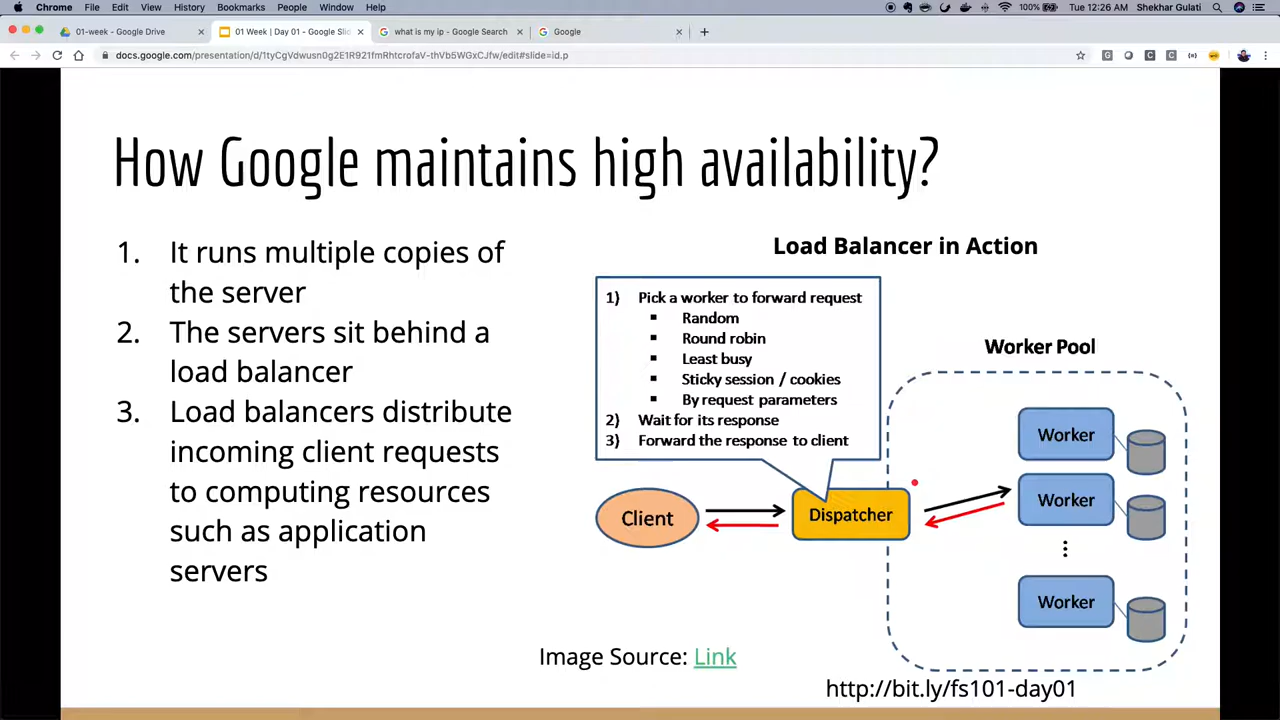 Chrome File Edit View History Bookmarks People Window Help 100% Tue 12:26 AM Shekhar Gulati
01-week - Google Drive
01 Week | Day 01 - Google Slid
what is my ip - Google Search
Google
docs.google.com/presentation/d/1tyCgVdwusn0g2E1R921fmRhtcrofaV-thVb5WGxCJfw/edit#slide=id.p
How Google maintains high availability?
1. It runs multiple copies of
the server
2. The servers sit behind a
load balancer
3. Load balancers distribute
incoming client requests
to computing resources
such as application
servers
Load Balancer in Action
1) Pick a worker to forward request
▪ Random
▪ Round robin
▪ Least busy
▪ Sticky session / cookies
▪ By request parameters
2) Wait for its response
3) Forward the response to client
Worker Pool
Worker
Worker
Worker
Client
Dispatcher
Image Source: Link
http://bit.ly/fs101-day01